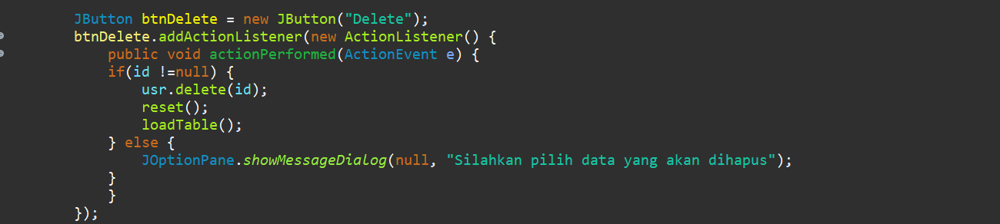 JButton btnDelete = new JButton("Delete");
btnDelete.addActionListener(new ActionListener() {
    public void actionPerformed(ActionEvent e) {
    if(id !=null) {
        usr.delete(id);
        reset();
        loadTable();
    } else {
        JOptionPane.showMessageDialog(null, "Silahkan pilih data yang akan dihapus");
    }
    }
});